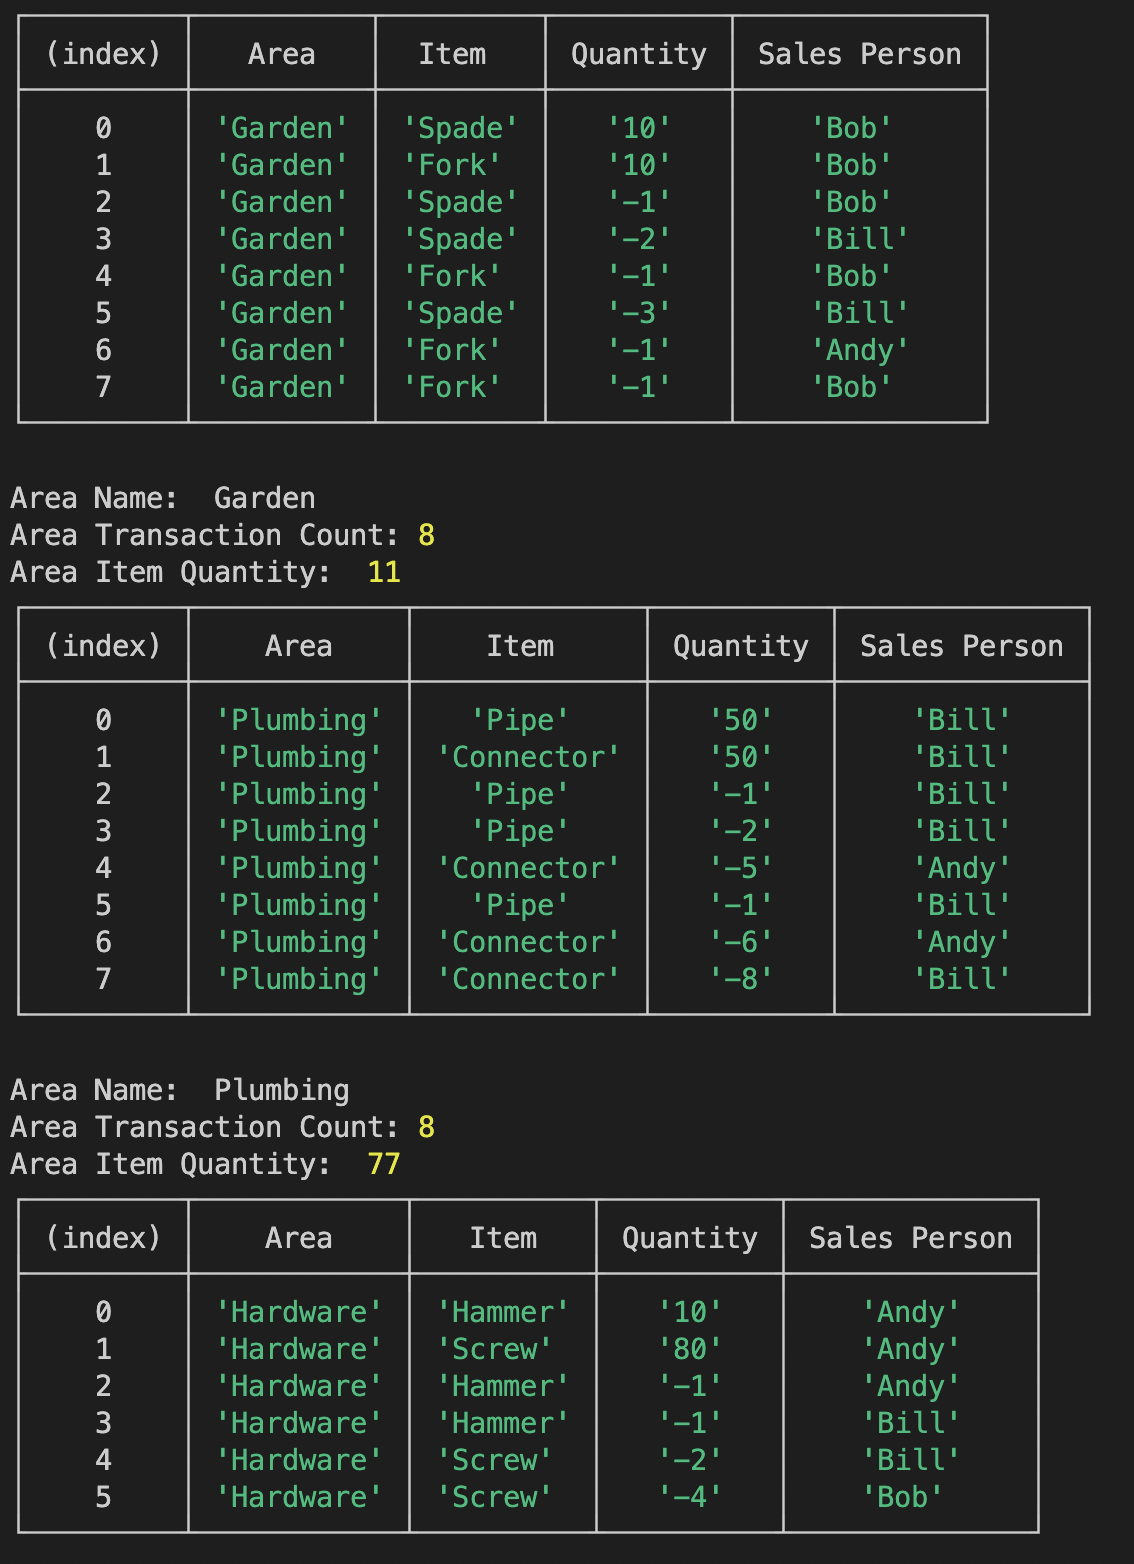 (index) Area Item Quantity Sales Person
0 'Garden' 'Spade' '10' 'Bob'
1 'Garden' 'Fork' '10' 'Bob'
2 'Garden' 'Spade' '-1' 'Bob'
3 'Garden' 'Spade' '-2' 'Bill'
4 'Garden' 'Fork' '-1' 'Bob'
5 'Garden' 'Spade' '-3' 'Bill'
6 'Garden' 'Fork' '-1' 'Andy'
7 'Garden' 'Fork' '-1' 'Bob'
Area Name:  Garden
Area Transaction Count: 8
Area Item Quantity:  11
(index) Area Item Quantity Sales Person
0 'Plumbing' 'Pipe' '50' 'Bill'
1 'Plumbing' 'Connector' '50' 'Bill'
2 'Plumbing' 'Pipe' '-1' 'Bill'
3 'Plumbing' 'Pipe' '-2' 'Bill'
4 'Plumbing' 'Connector' '-5' 'Andy'
5 'Plumbing' 'Pipe' '-1' 'Bill'
6 'Plumbing' 'Connector' '-6' 'Andy'
7 'Plumbing' 'Connector' '-8' 'Bill'
Area Name:  Plumbing
Area Transaction Count: 8
Area Item Quantity:  77
(index) Area Item Quantity Sales Person
0 'Hardware' 'Hammer' '10' 'Andy'
1 'Hardware' 'Screw' '80' 'Andy'
2 'Hardware' 'Hammer' '-1' 'Andy'
3 'Hardware' 'Hammer' '-1' 'Bill'
4 'Hardware' 'Screw' '-2' 'Bill'
5 'Hardware' 'Screw' '-4' 'Bob'